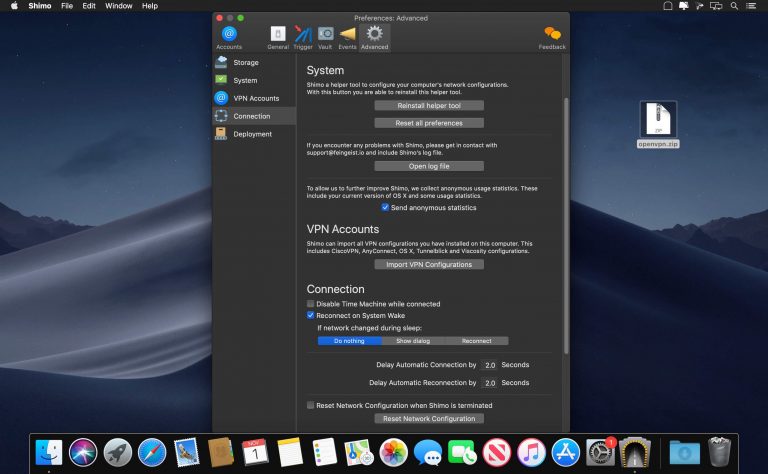 Shimo File Edit Window Help
Preferences: Advanced
Accounts General Trigger Vault Events Advanced Feedback
Storage
System
VPN Accounts
Connection
Deployment
System
Shimo a helper tool to configure your computer's network configurations.
With this button you are able to reinstall this helper tool.
Reinstall helper tool
Reset all preferences
If you encounter any problems with Shimo, please get in contact with
support@feingeist.io and include Shimo's log file.
Open log file
To allow us to further improve Shimo, we collect anonymous usage statistics. These
include your current version of OS X and some usage statistics.
Send anonymous statistics
VPN Accounts
Shimo can import all VPN configurations you have installed on this computer. This
includes CiscoVPN, AnyConnect, OS X, Tunnelblick and Viscosity configurations.
Import VPN Configurations
Connection
Disable Time Machine while connected
Reconnect on System Wake
If network changed during sleep:
Do nothing Show dialog Reconnect
Delay Automatic Connection by 2.0 Seconds
Delay Automatic Reconnection by 2.0 Seconds
Reset Network Configuration when Shimo is terminated
Reset Network Configuration
ZIP
openvpn.zip
NOV
1
1